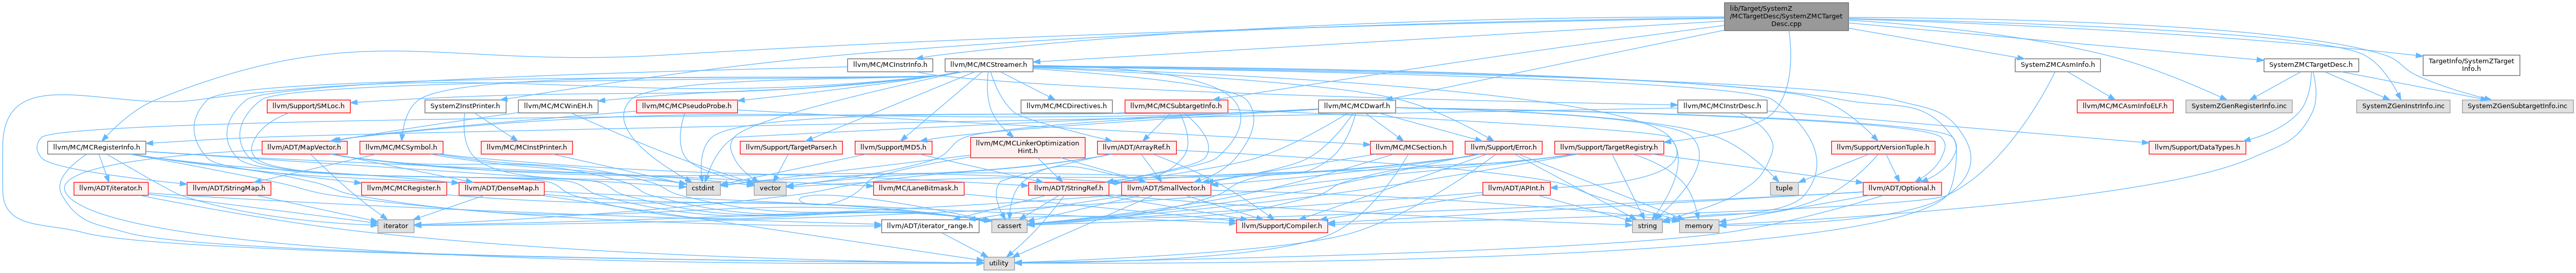 lib/Target/SystemZ
/MCTargetDesc/SystemZMCTarget
Desc.cpp
llvm/MC/MCInstrInfo.h
llvm/MC/MCStreamer.h
SystemZMCAsmInfo.h
SystemZMCTargetDesc.h
TargetInfo/SystemZTarget
Info.h
llvm/Support/SMLoc.h
SystemZInstPrinter.h
llvm/MC/MCWinEH.h
llvm/MC/MCPseudoProbe.h
llvm/MC/MCDirectives.h
llvm/MC/MCSubtargetInfo.h
llvm/MC/MCDwarf.h
llvm/MC/MCInstrDesc.h
llvm/MC/MCAsmInfoELF.h
SystemZGenRegisterInfo.inc
SystemZGenInstrInfo.inc
SystemZGenSubtargetInfo.inc
llvm/MC/MCRegisterInfo.h
llvm/ADT/MapVector.h
llvm/MC/MCSymbol.h
llvm/MC/MCInstPrinter.h
llvm/Support/TargetParser.h
llvm/Support/MD5.h
llvm/MC/MCLinkerOptimization
Hint.h
llvm/ADT/ArrayRef.h
llvm/MC/MCSection.h
llvm/Support/Error.h
llvm/Support/TargetRegistry.h
llvm/Support/VersionTuple.h
llvm/Support/DataTypes.h
llvm/ADT/iterator.h
llvm/ADT/StringMap.h
llvm/MC/MCRegister.h
llvm/ADT/DenseMap.h
cstdint
vector
llvm/MC/LaneBitmask.h
llvm/ADT/StringRef.h
llvm/ADT/SmallVector.h
llvm/ADT/APInt.h
tuple
llvm/ADT/Optional.h
iterator
llvm/ADT/iterator_range.h
cassert
llvm/Support/Compiler.h
string
memory
utility